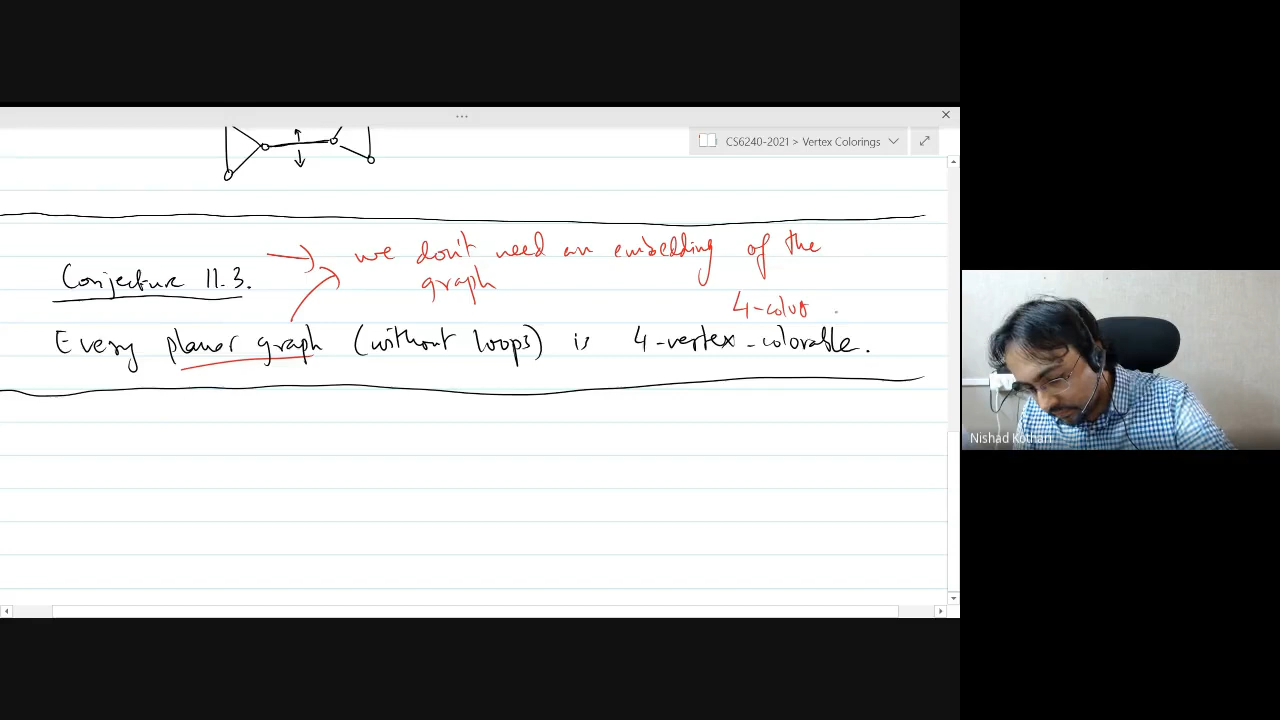 CS6240-2021 > Vertex Colorings
→ we don't need an embedding of the
Conjecture 11.3.
graph
4-color
Every planar graph (without loops) is 4-vertex-colorable.
Nishad Kothari